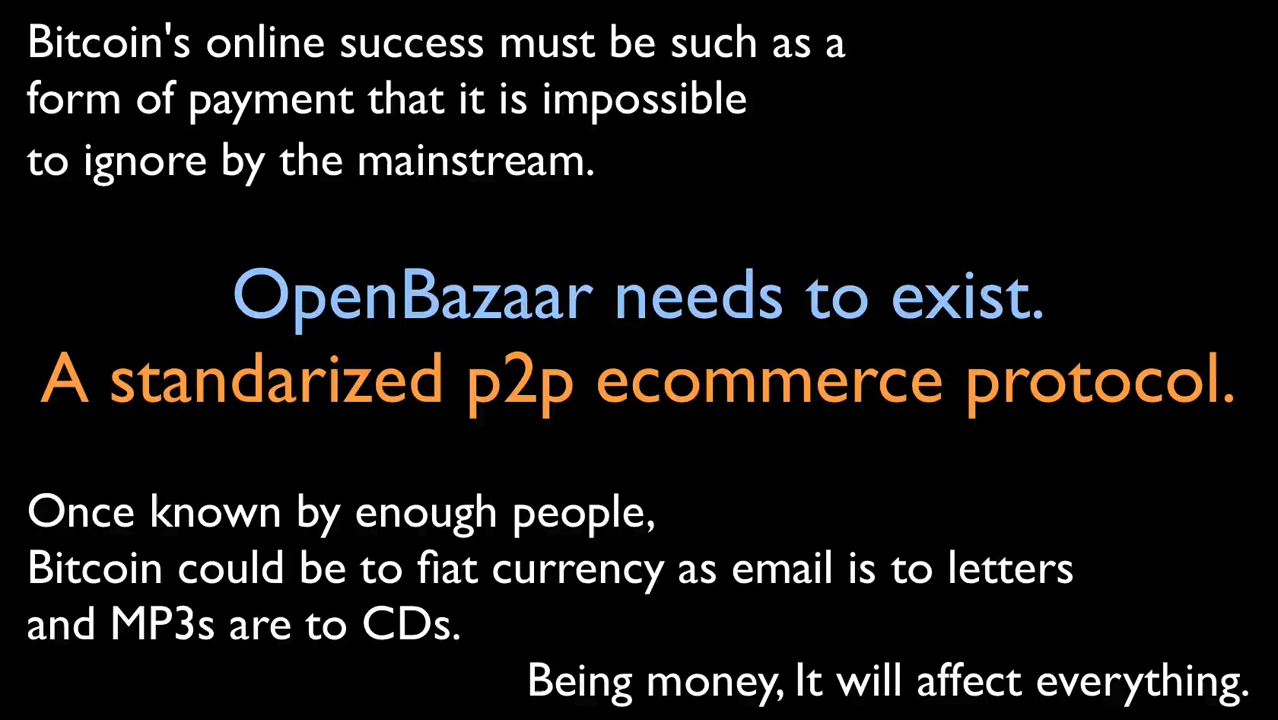 Bitcoin's online success must be such as a
form of payment that it is impossible
to ignore by the mainstream.
OpenBazaar needs to exist.
A standarized p2p ecommerce protocol.
Once known by enough people,
Bitcoin could be to fiat currency as email is to letters
and MP3s are to CDs.
Being money, It will affect everything.